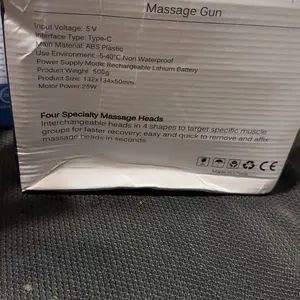 Massage Gun
Input Voltage: 5V
Interface Type: Type-C
Main Material: ABS Plastic
Use Environment: -5-40°C Non Waterproof
Power Supply Modle: Rechargeable Lithium Battery
Product Weight: 500g
Product Size: 132x134x50mm
Motor Power: 25W
Four Specialty Massage Heads
Interchangeable heads in 4 shapes to target specific muscle
groups for faster recovery; easy and quick to remove and affix
massage heads in seconds.
CE